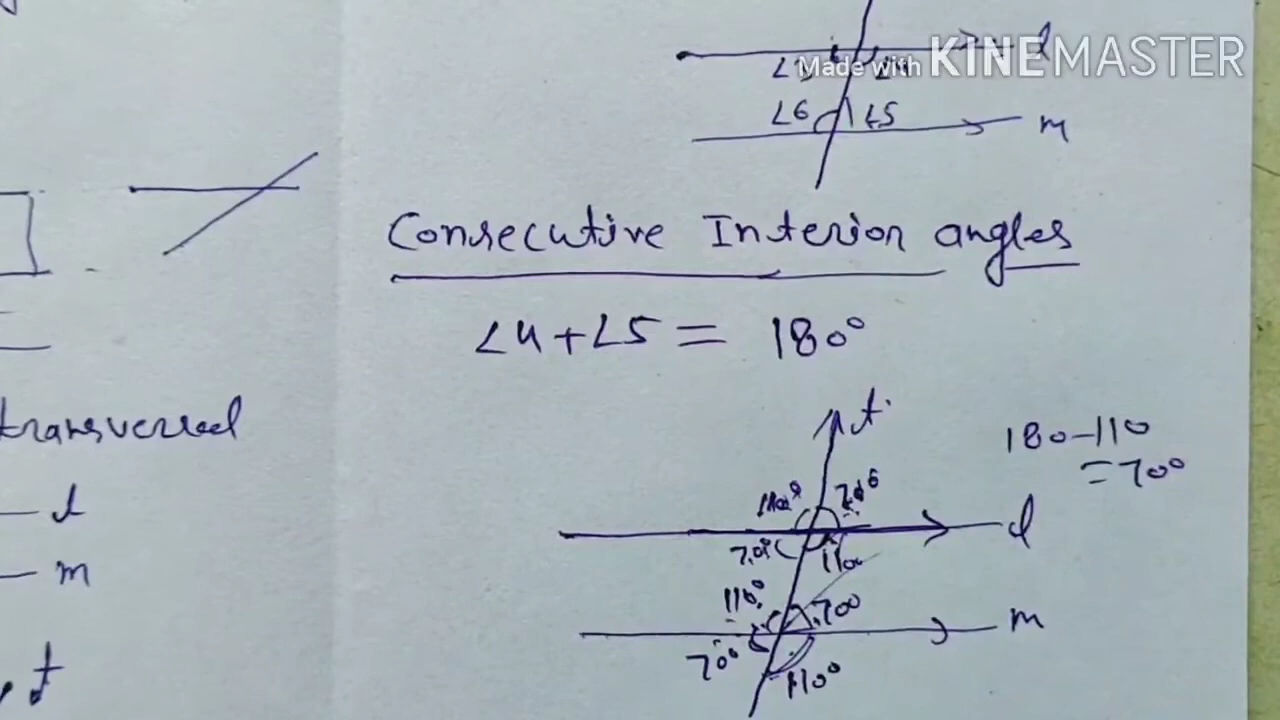 l
Made with KINEMASTER
∠6 ∠5 m
Consecutive Interior angles
∠4+∠5 = 180°
t
transversal
180-110
=70°
110° 70°
l
l
70° 110
110° 70°
m
m
70° 110°
t